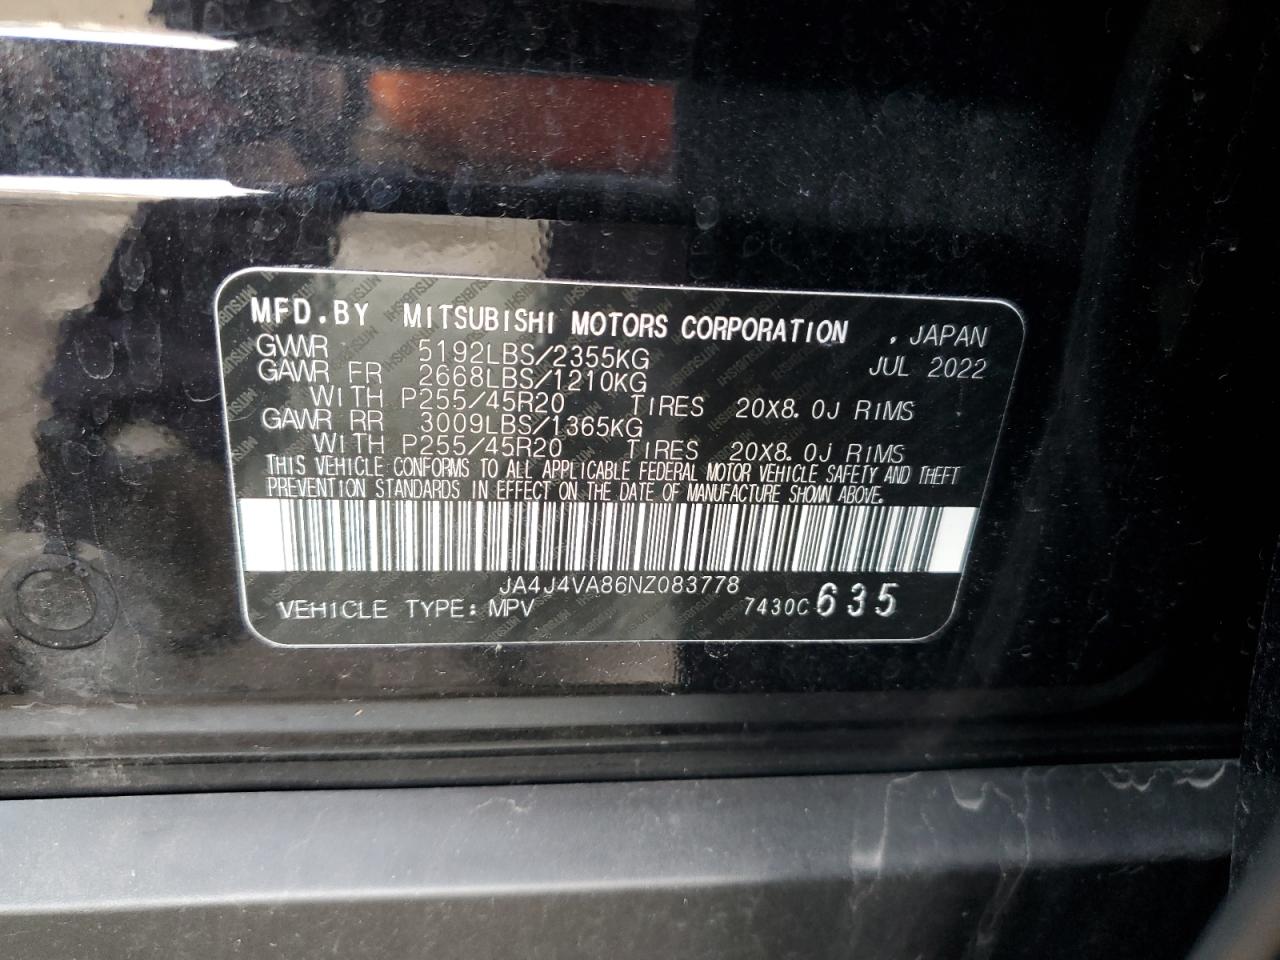 MFD.BY MITSUBISHI MOTORS CORPORATION , JAPAN
GVWR 5192LBS/2355KG JUL 2022
GAWR FR 2668LBS/1210KG
WITH P255/45R20 TIRES 20X8.0J RIMS
GAWR RR 3009LBS/1365KG
WITH P255/45R20 TIRES 20X8.0J RIMS
THIS VEHICLE CONFORMS TO ALL APPLICABLE FEDERAL MOTOR VEHICLE SAFETY AND THEFT
PREVENTION STANDARDS IN EFFECT ON THE DATE OF MANUFACTURE SHOWN ABOVE.
JA4J4VA86NZ083778
VEHICLE TYPE: MPV 7430C 635